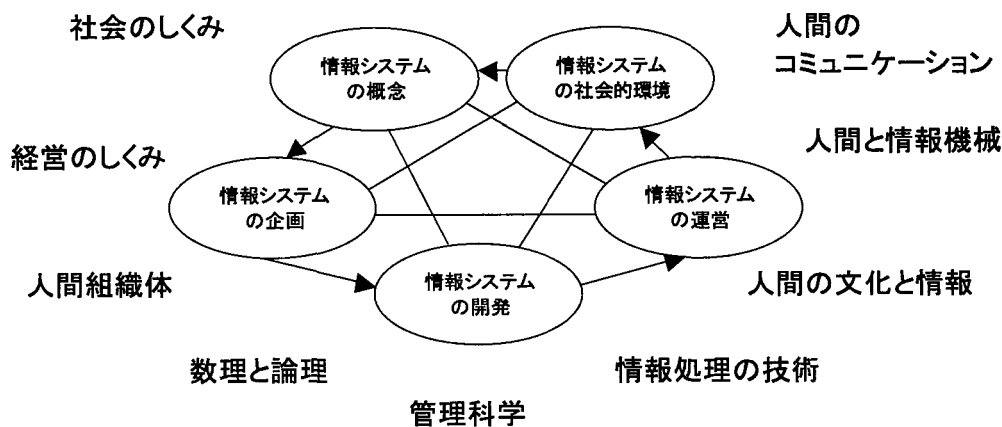 社会のしくみ
人間の
コミュニケーション
情報システム
の概念
情報システム
の社会的環境
経営のしくみ
人間と情報機械
情報システム
の企画
情報システム
の運営
人間組織体
情報システム
の開発
人間の文化と情報
数理と論理
情報処理の技術
管理科学